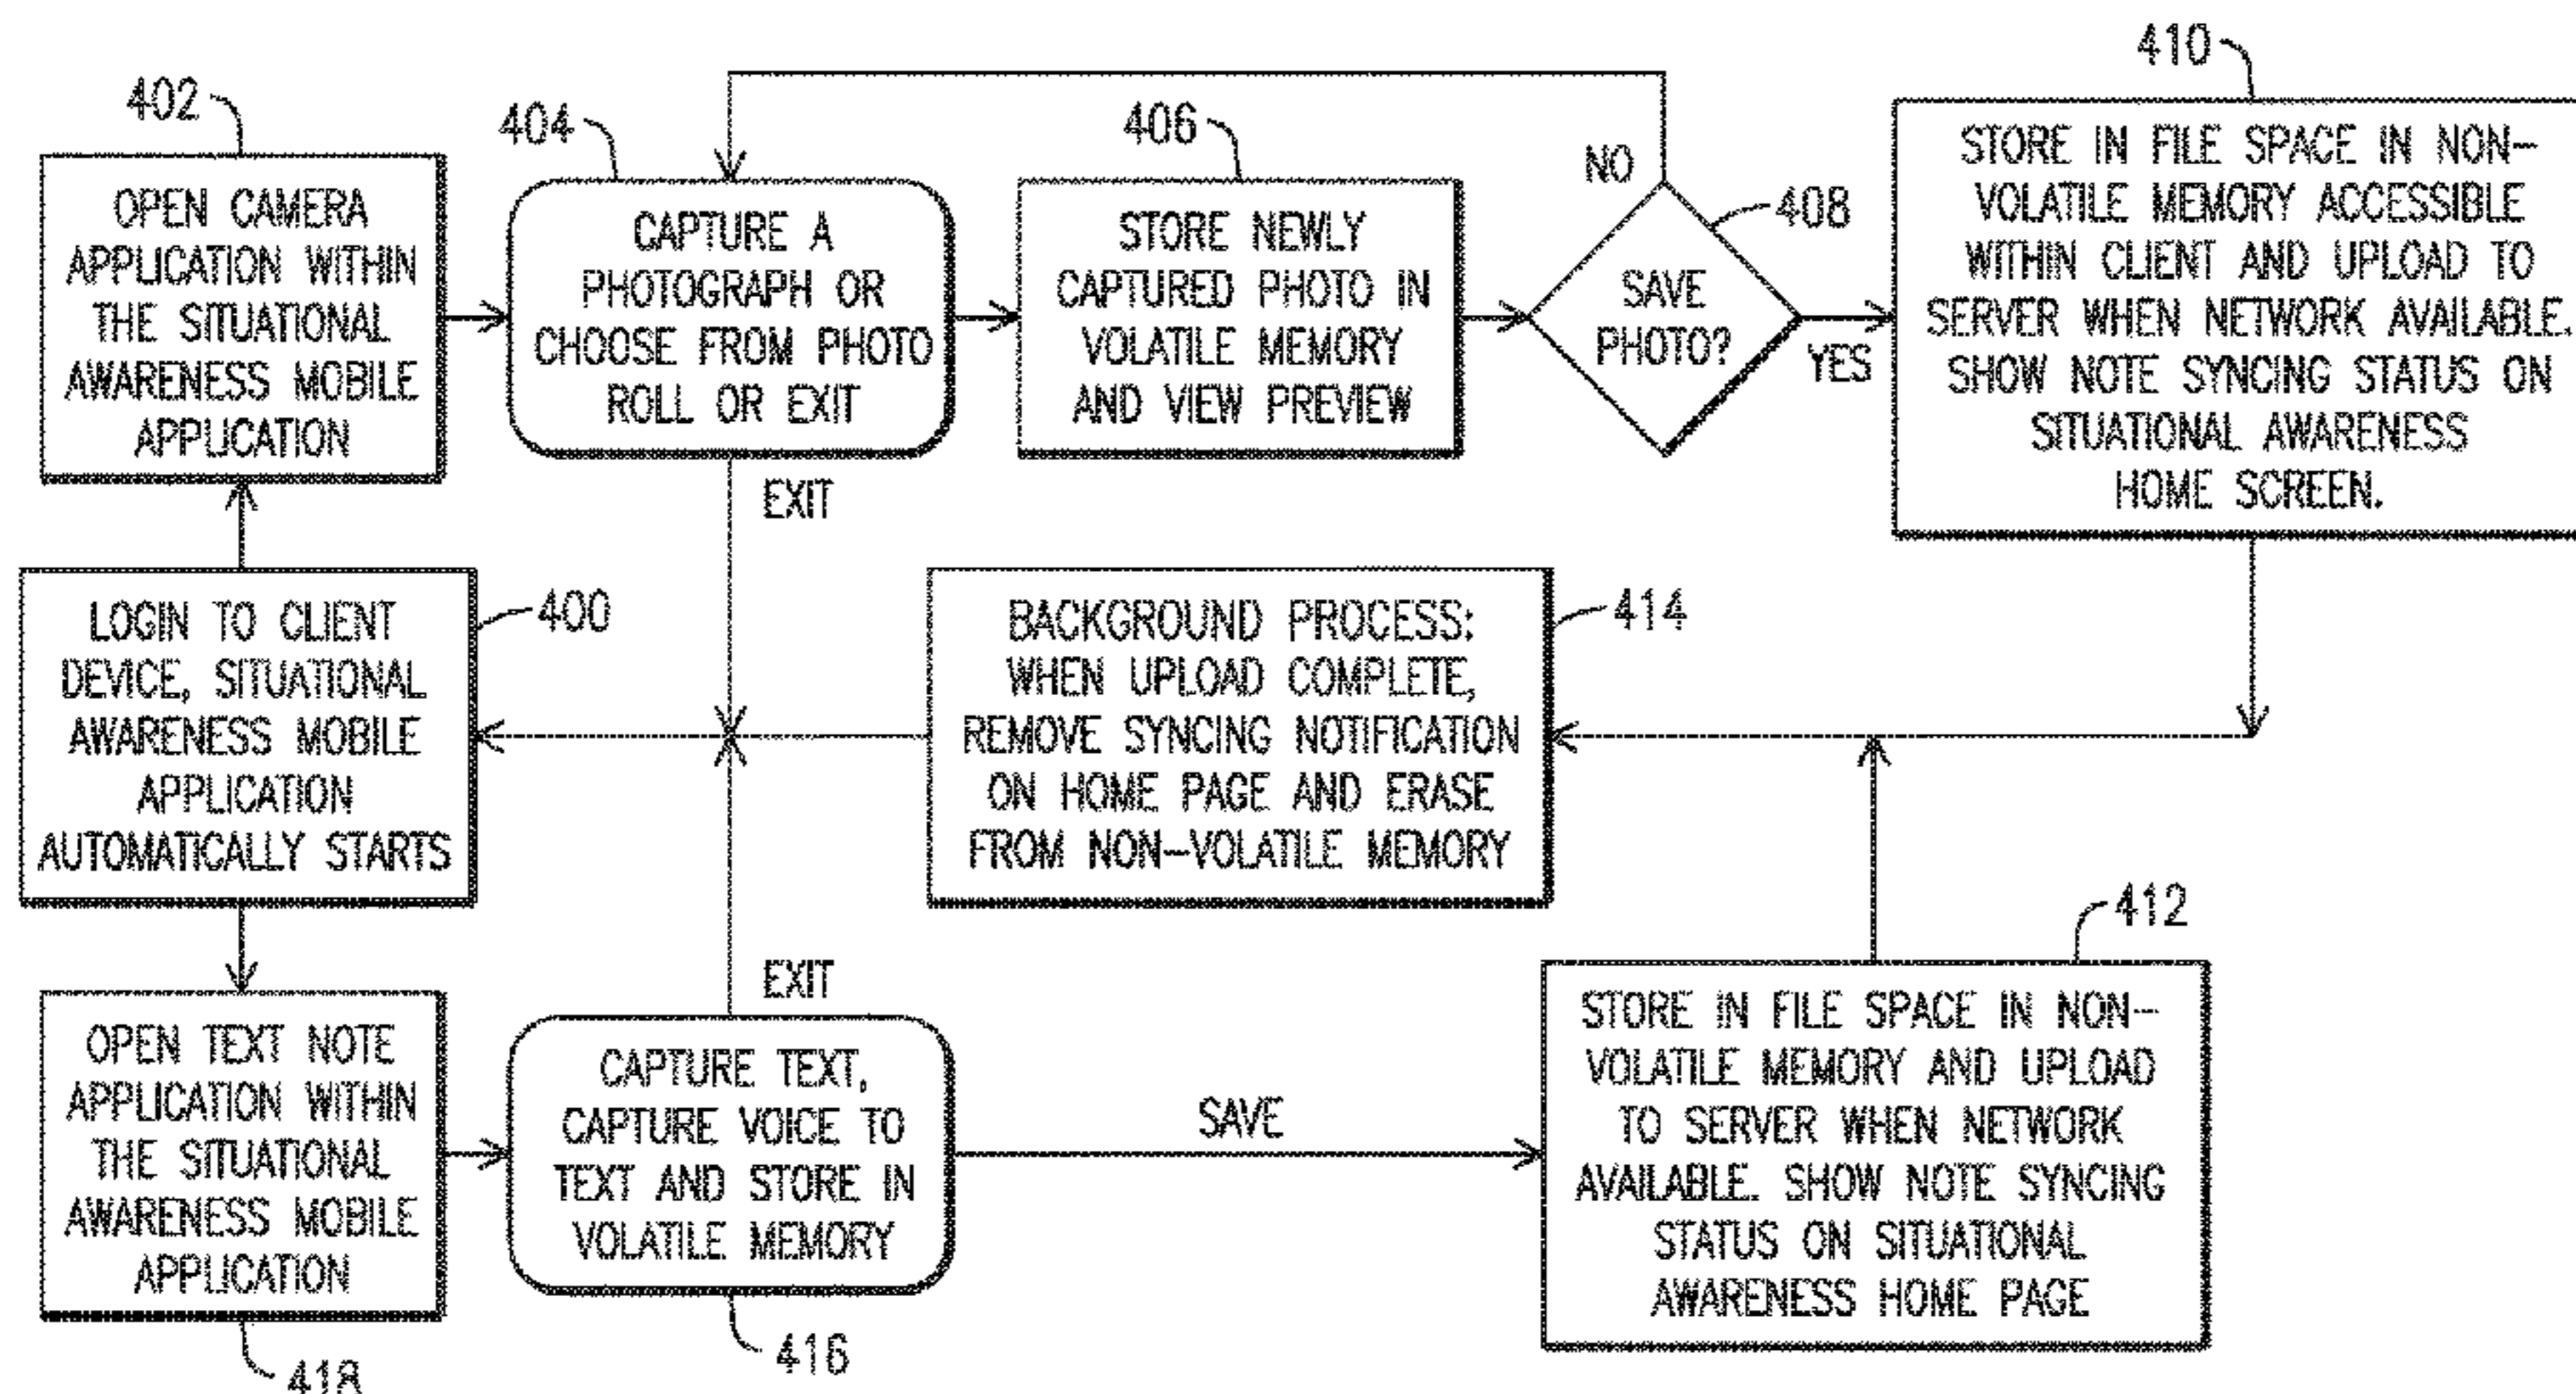 402
OPEN CAMERA
APPLICATION WITHIN
THE SITUATIONAL
AWARENESS MOBILE
APPLICATION
404
CAPTURE A
PHOTOGRAPH OR
CHOOSE FROM PHOTO
ROLL OR EXIT
406
STORE NEWLY
CAPTURED PHOTO IN
VOLATILE MEMORY
AND VIEW PREVIEW
NO
408
SAVE
PHOTO?
YES
410
STORE IN FILE SPACE IN NON-
VOLATILE MEMORY ACCESSIBLE
WITHIN CLIENT AND UPLOAD TO
SERVER WHEN NETWORK AVAILABLE.
SHOW NOTE SYNCING STATUS ON
SITUATIONAL AWARENESS
HOME SCREEN.
EXIT
LOGIN TO CLIENT
DEVICE, SITUATIONAL
AWARENESS MOBILE
APPLICATION
AUTOMATICALLY STARTS
400
BACKGROUND PROCESS:
WHEN UPLOAD COMPLETE,
REMOVE SYNCING NOTIFICATION
ON HOME PAGE AND ERASE
FROM NON-VOLATILE MEMORY
414
EXIT
OPEN TEXT NOTE
APPLICATION WITHIN
THE SITUATIONAL
AWARENESS MOBILE
APPLICATION
418
CAPTURE TEXT,
CAPTURE VOICE TO
TEXT AND STORE IN
VOLATILE MEMORY
416
SAVE
412
STORE IN FILE SPACE IN NON-
VOLATILE MEMORY AND UPLOAD
TO SERVER WHEN NETWORK
AVAILABLE. SHOW NOTE SYNCING
STATUS ON SITUATIONAL
AWARENESS HOME PAGE